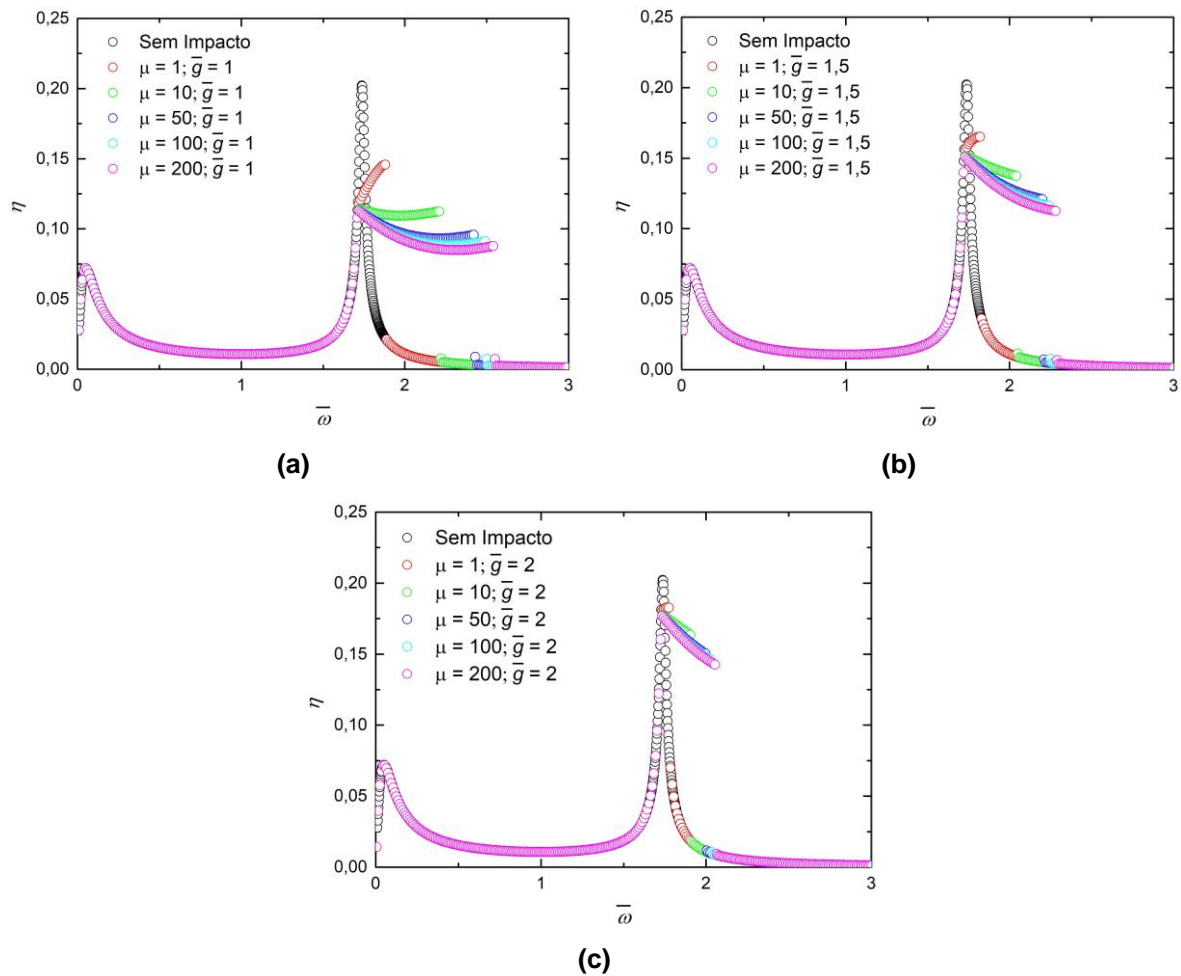 0,25
0,20
0,15
0,10
0,05
0,00
η
Sem Impacto
μ = 1; g̅ = 1
μ = 10; g̅ = 1
μ = 50; g̅ = 1
μ = 100; g̅ = 1
μ = 200; g̅ = 1
0 1 2 3
ω̅
(a)
0,25
0,20
0,15
0,10
0,05
0,00
η
Sem Impacto
μ = 1; g̅ = 1,5
μ = 10; g̅ = 1,5
μ = 50; g̅ = 1,5
μ = 100; g̅ = 1,5
μ = 200; g̅ = 1,5
0 1 2 3
ω̅
(b)
0,25
0,20
0,15
0,10
0,05
0,00
η
Sem Impacto
μ = 1; g̅ = 2
μ = 10; g̅ = 2
μ = 50; g̅ = 2
μ = 100; g̅ = 2
μ = 200; g̅ = 2
0 1 2 3
ω̅
(c)